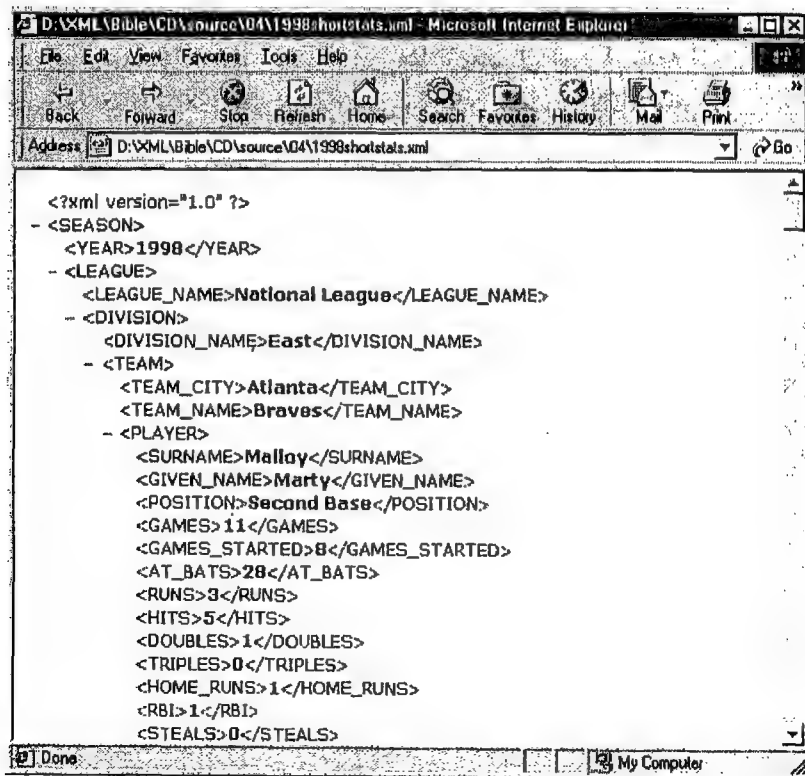 D:\XML\Bible\CD\source\04\1998shortstats.xml - Microsoft Internet Explorer
File Edit View Favorites Tools Help
Back Forward Stop Refresh Home Search Favorites History Mail Print »
Address D:\XML\Bible\CD\source\04\1998shortstats.xml Go
<?xml version="1.0" ?>
- <SEASON>
<YEAR>1998</YEAR>
- <LEAGUE>
<LEAGUE_NAME>National League</LEAGUE_NAME>
- <DIVISION>
<DIVISION_NAME>East</DIVISION_NAME>
- <TEAM>
<TEAM_CITY>Atlanta</TEAM_CITY>
<TEAM_NAME>Braves</TEAM_NAME>
- <PLAYER>
<SURNAME>Malloy</SURNAME>
<GIVEN_NAME>Marty</GIVEN_NAME>
<POSITION>Second Base</POSITION>
<GAMES>11</GAMES>
<GAMES_STARTED>8</GAMES_STARTED>
<AT_BATS>28</AT_BATS>
<RUNS>3</RUNS>
<HITS>5</HITS>
<DOUBLES>1</DOUBLES>
<TRIPLES>0</TRIPLES>
<HOME_RUNS>1</HOME_RUNS>
<RBI>1</RBI>
<STEALS>0</STEALS>
Done My Computer